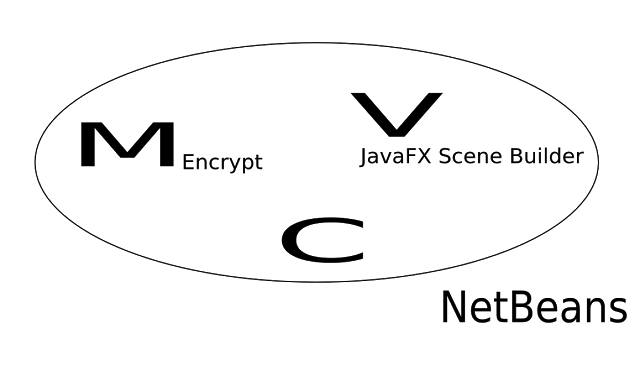 M Encrypt
V
JavaFX Scene Builder
C
NetBeans